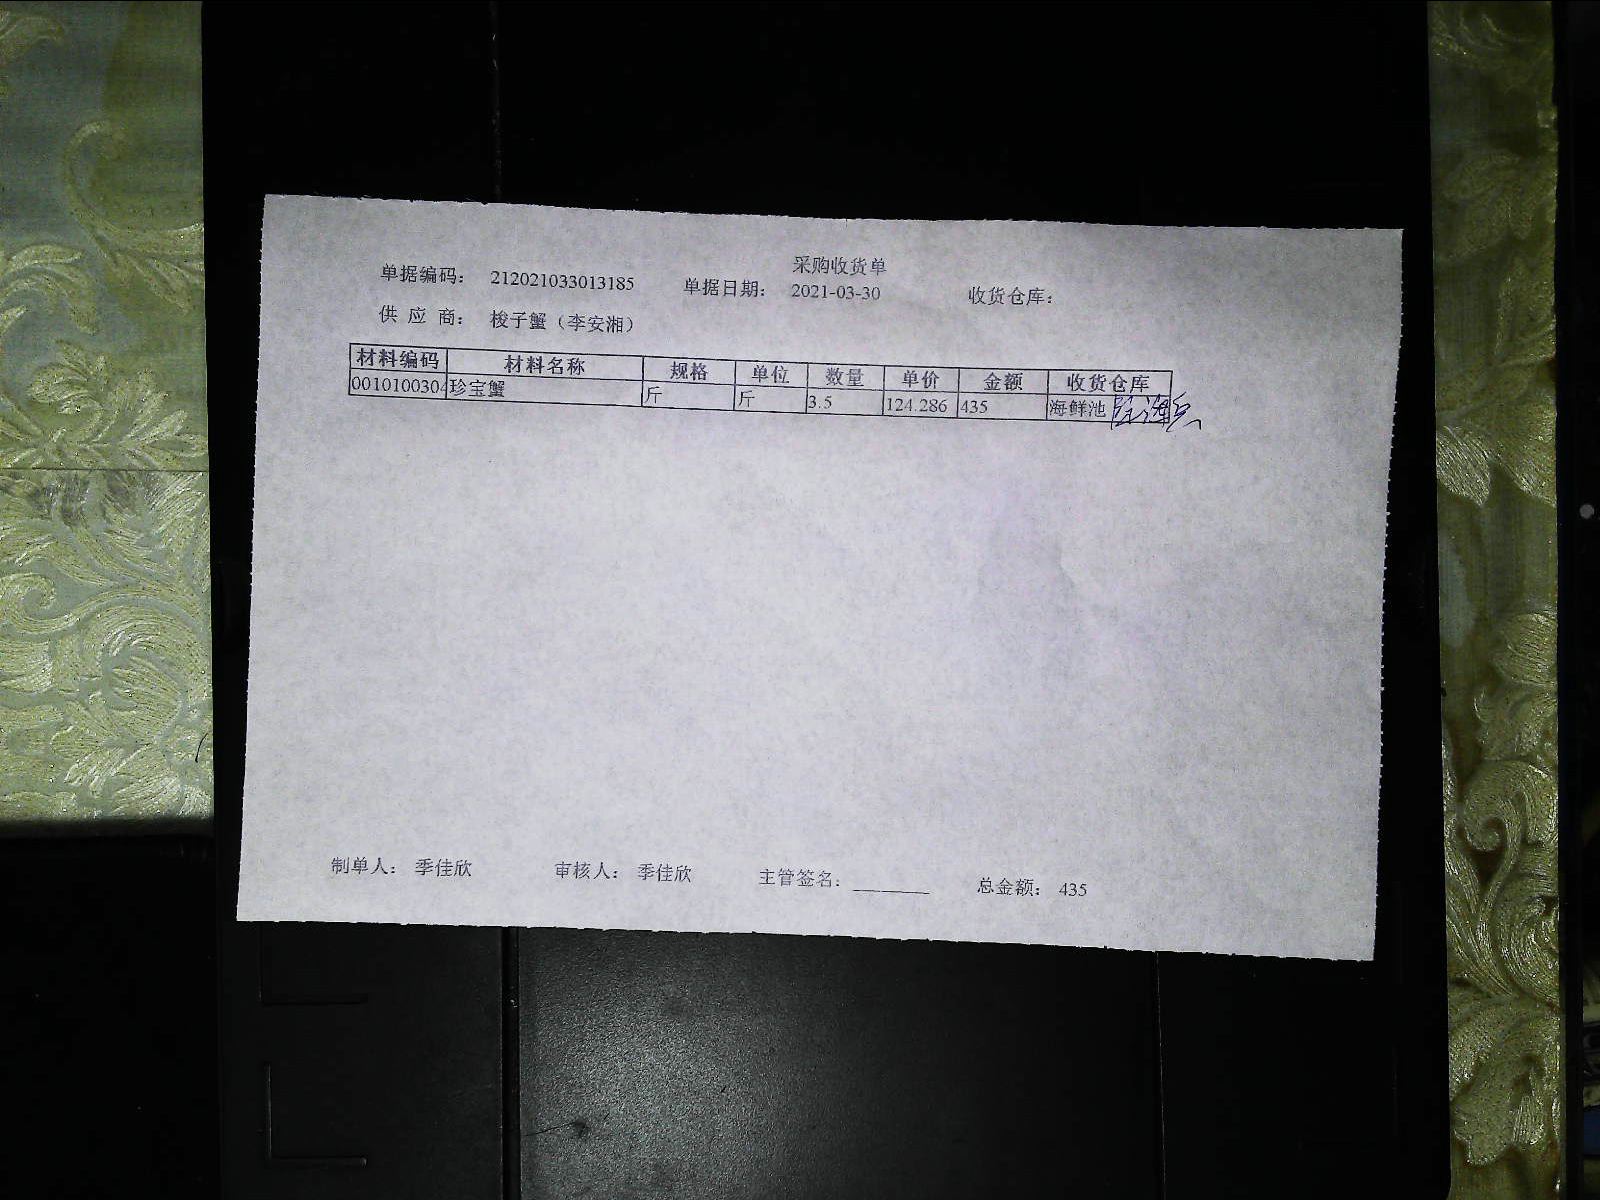 采购收货单
单据编码： 212021033013185 单据日期： 2021-03-30 收货仓库：
供 应 商： 梭子蟹（李安湘）
材料编码 材料名称 规格 单位 数量 单价 金额 收货仓库
0010100304 珍宝蟹 斤 斤 3.5 124.286 435 海鲜池
制单人： 季佳欣 审核人： 季佳欣 主管签名： ________ 总金额： 435